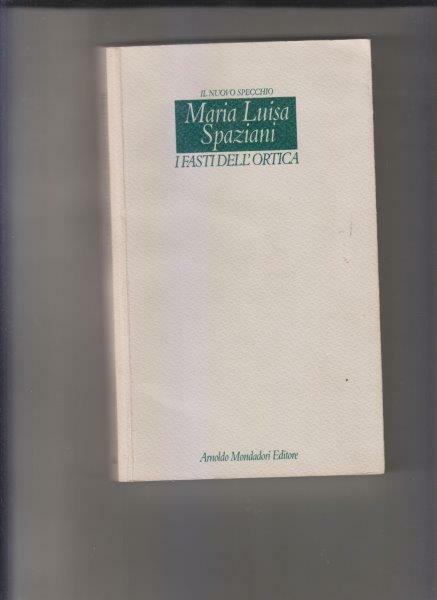 IL NUOVO SPECCHIO
Maria Luisa
Spaziani
I FASTI DELL'ORTICA
Arnoldo Mondadori Editore